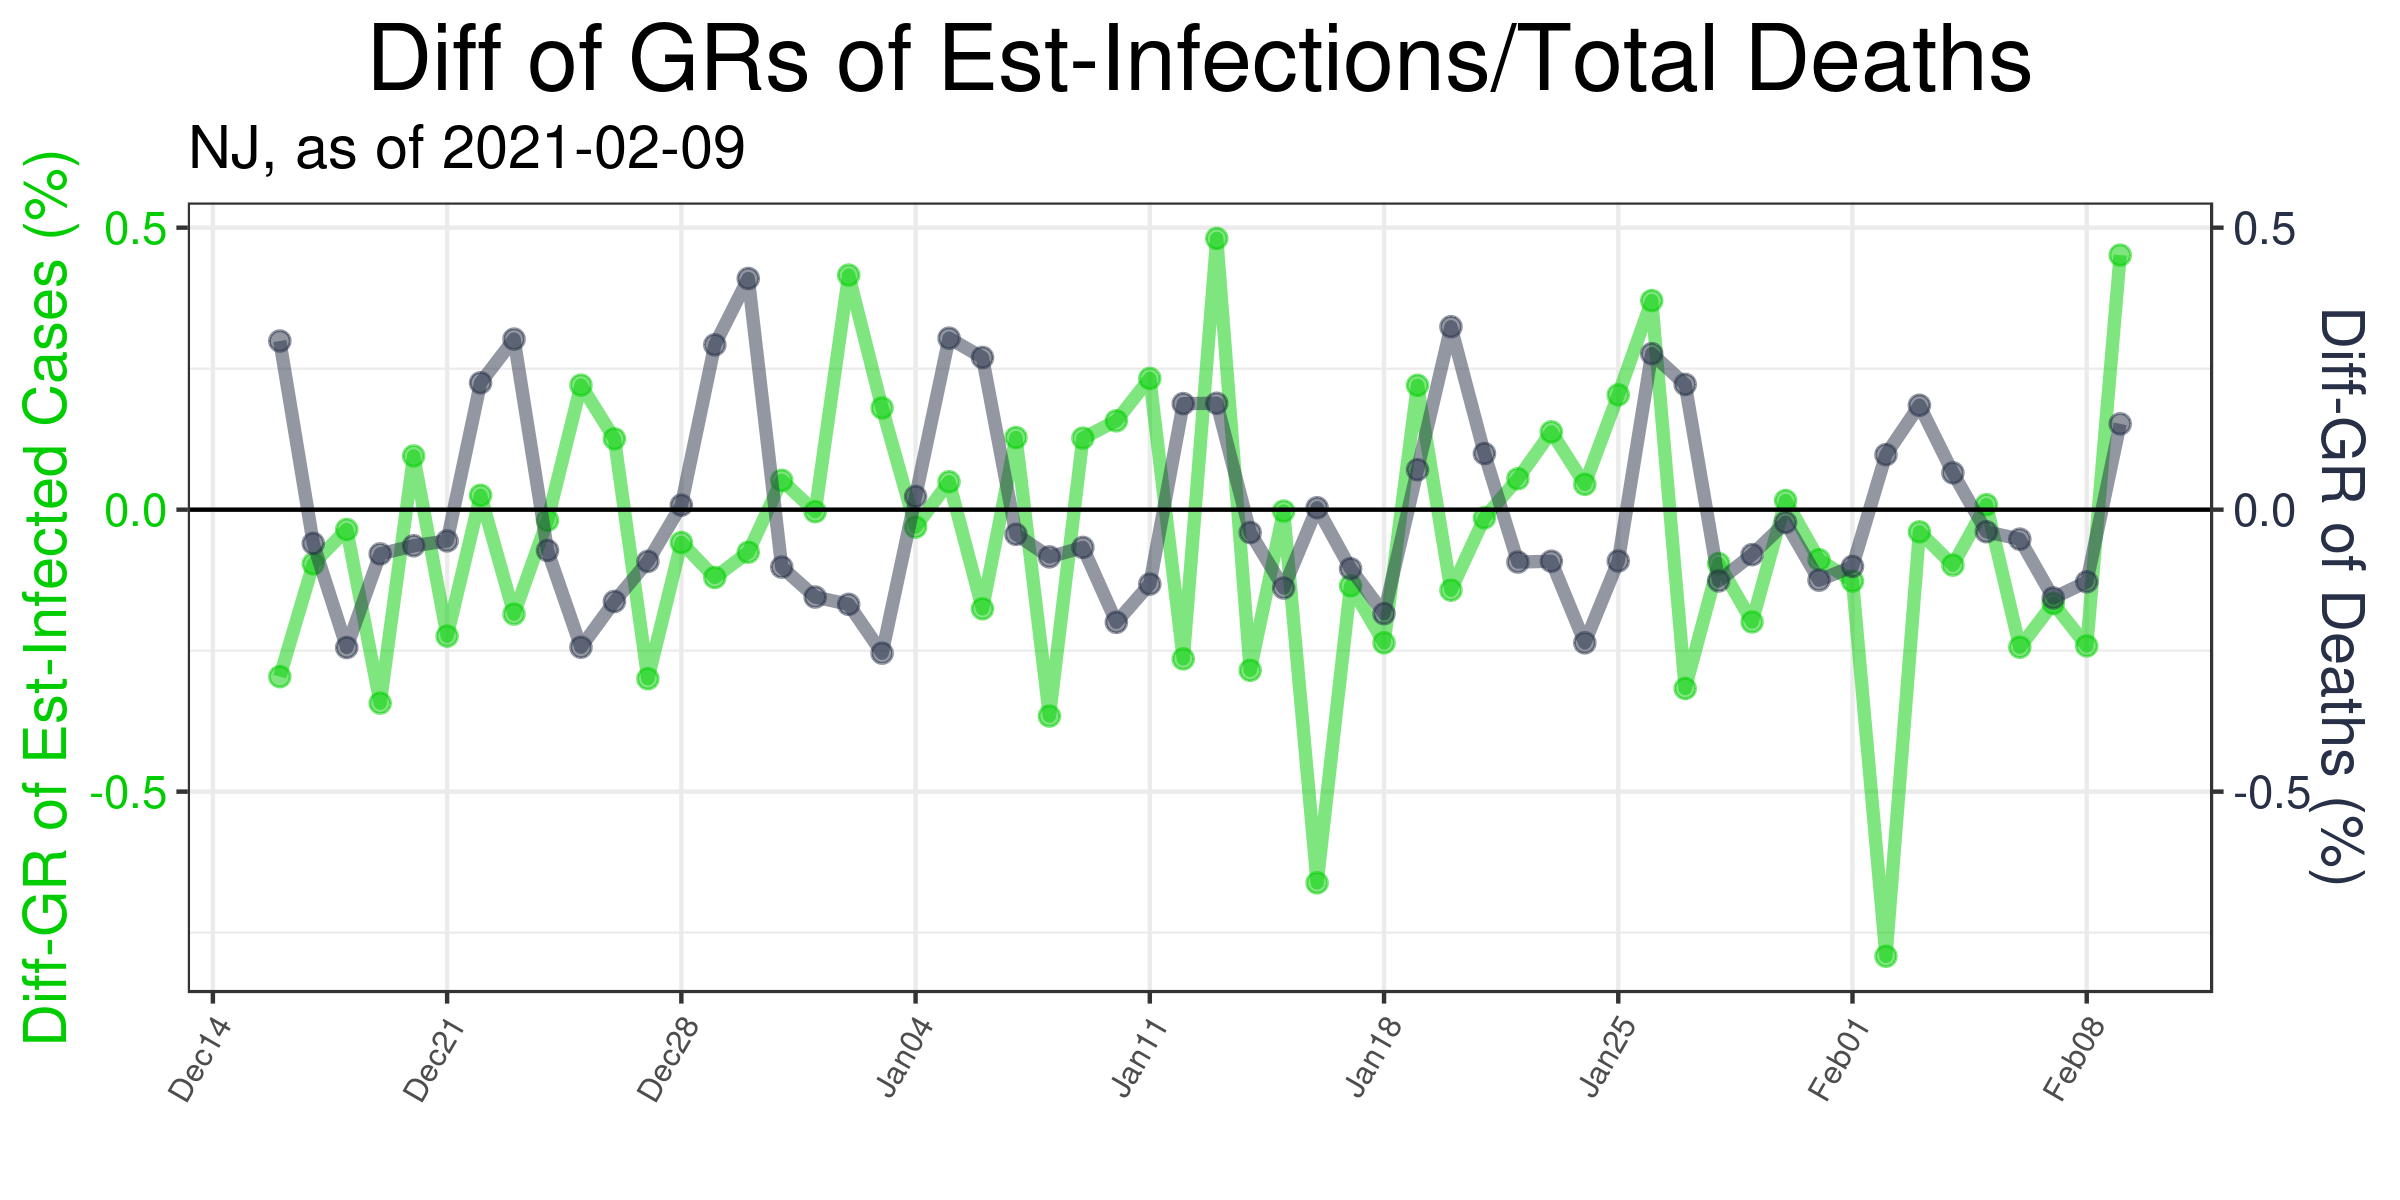 Diff of GRs of Est-Infections/Total Deaths
NJ, as of 2021-02-09
Diff-GR of Est-Infected Cases (%)
0.5
0.0
-0.5
0.5
0.0
-0.5
Diff-GR of Deaths (%)
Dec14
Dec21
Dec28
Jan04
Jan11
Jan18
Jan25
Feb01
Feb08